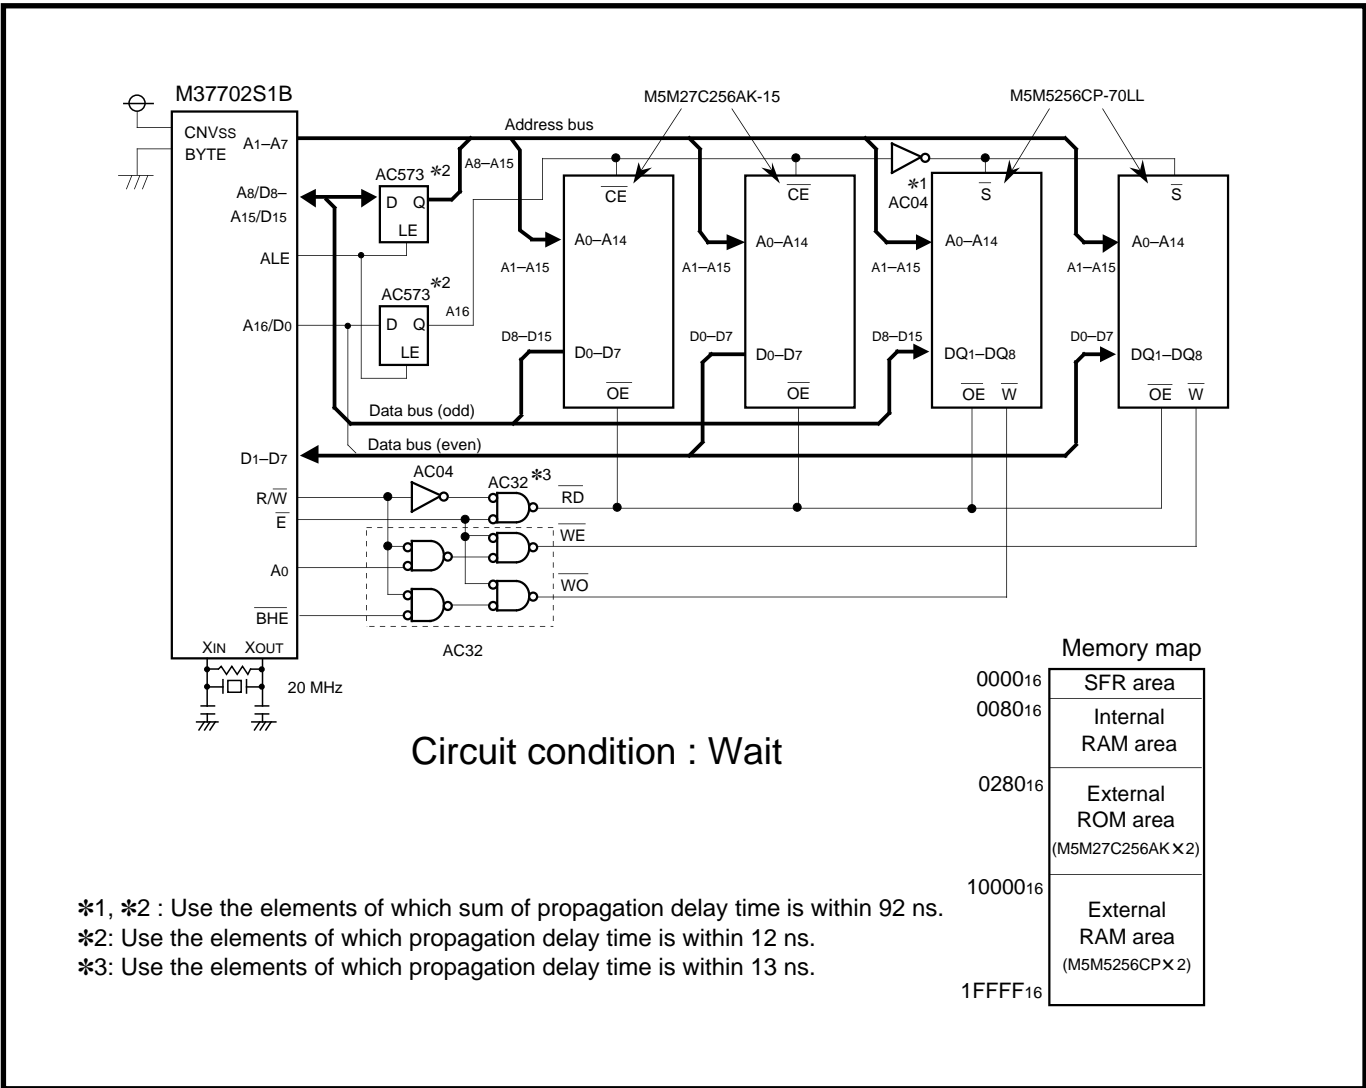 M37702S1B
M5M27C256AK-15
M5M5256CP-70LL
CNVSS
BYTE
A1–A7
Address bus
A8/D8–
A15/D15
AC573 ✻2
A8–A15
D Q
LE
ALE
AC573 ✻2
A16/D0
D Q
LE
A16
CE
A0–A14
A1–A15
D8–D15
D0–D7
OE
CE
A0–A14
A1–A15
D0–D7
D0–D7
OE
✻1
AC04
S
A0–A14
A1–A15
D8–D15
DQ1–DQ8
OE W
S
A0–A14
A1–A15
D0–D7
DQ1–DQ8
OE W
Data bus (odd)
Data bus (even)
D1–D7
AC04
AC32 ✻3
R/W
RD
E
WE
A0
WO
BHE
AC32
XIN XOUT
20 MHz
Circuit condition : Wait
Memory map
000016
SFR area
008016
Internal
RAM area
028016
External
ROM area
(M5M27C256AK✕2)
1000016
External
RAM area
(M5M5256CP✕2)
1FFFF16
✻1, ✻2 : Use the elements of which sum of propagation delay time is within 92 ns.
✻2: Use the elements of which propagation delay time is within 12 ns.
✻3: Use the elements of which propagation delay time is within 13 ns.